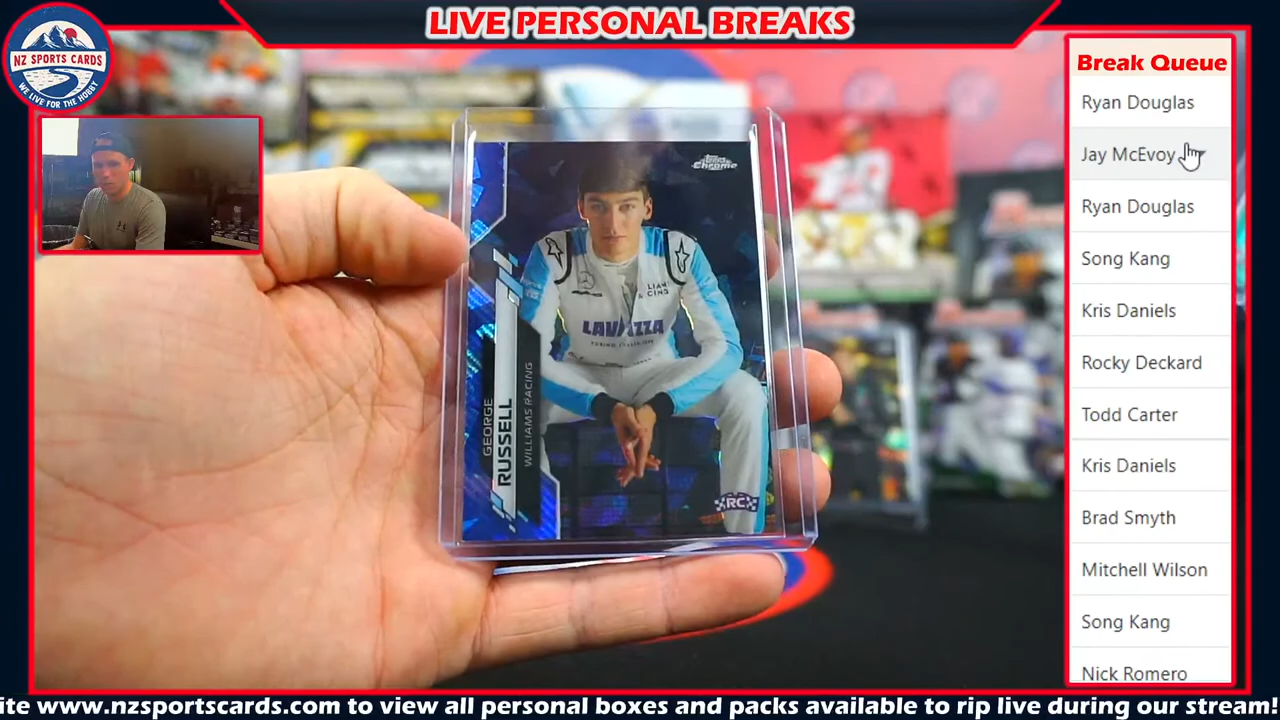 LIVE PERSONAL BREAKS
NZ SPORTS CARDS
WE LIVE FOR THE HOBBY
Break Queue
Ryan Douglas
Jay McEvoy
Ryan Douglas
Song Kang
Kris Daniels
Rocky Deckard
Todd Carter
Kris Daniels
Brad Smyth
Mitchell Wilson
Song Kang
Nick Romero
Topps
Chrome
LAVAZZA
TORINO, ITALIA, 1895
GEORGE
RUSSELL
WILLIAMS RACING
RC
ite www.nzsportscards.com to view all personal boxes and packs available to rip live during our stream!